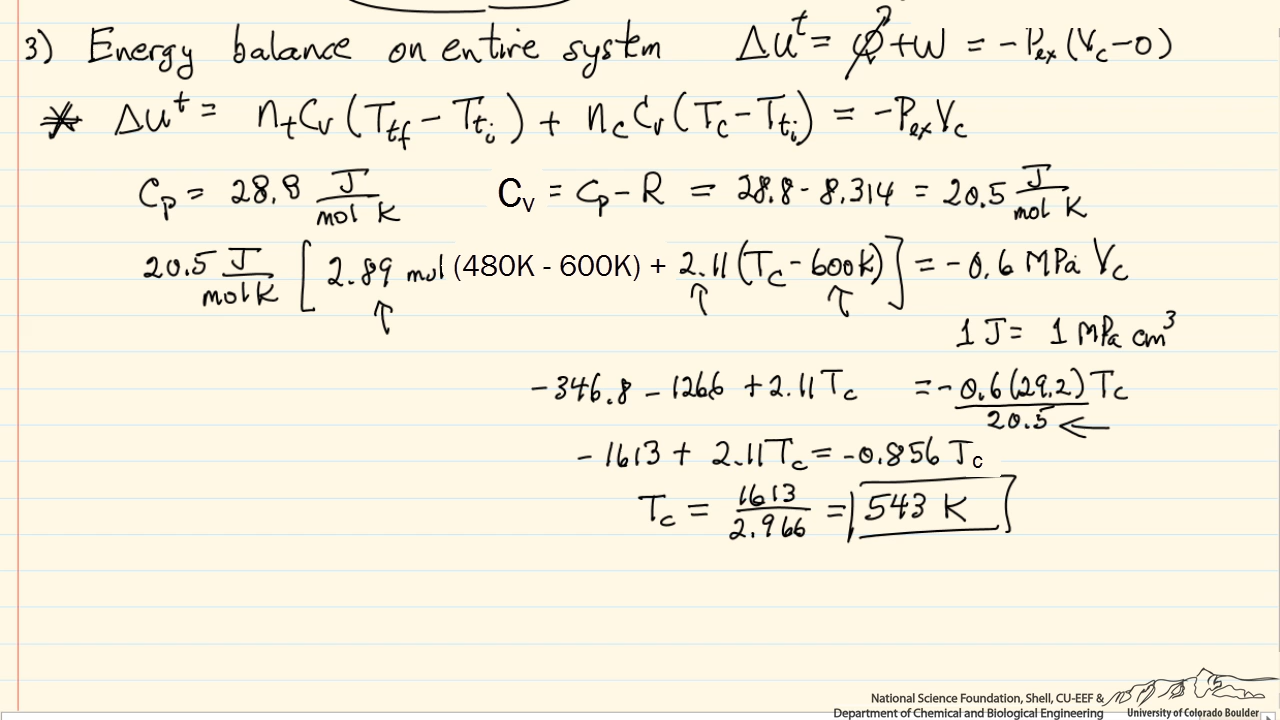 3) Energy balance on entire system ΔUᵗ = Q̸ + W = -P_ex (V_c - 0)
* ΔUᵗ = n_t C_v (T_tf - T_ti) + n_c C_v (T_c - T_ti) = -P_ex V_c
C_p = 28.8 J/mol K C_v = C_p - R = 28.8 - 8.314 = 20.5 J/mol K
20.5 J/mol K [2.89 mol (480K - 600K) + 2.11 (T_c - 600K)] = -0.6 MPa V_c
↑ ↑ ↑
1 J = 1 MPa cm³
-346.8 - 1266 + 2.11 T_c = - 0.6(29.2)/20.5 T_c ←
-1613 + 2.11 T_c = -0.856 T_c
T_c = 1613/2.966 = 543 K
National Science Foundation, Shell, CU-EEF &
Department of Chemical and Biological Engineering University of Colorado Boulder